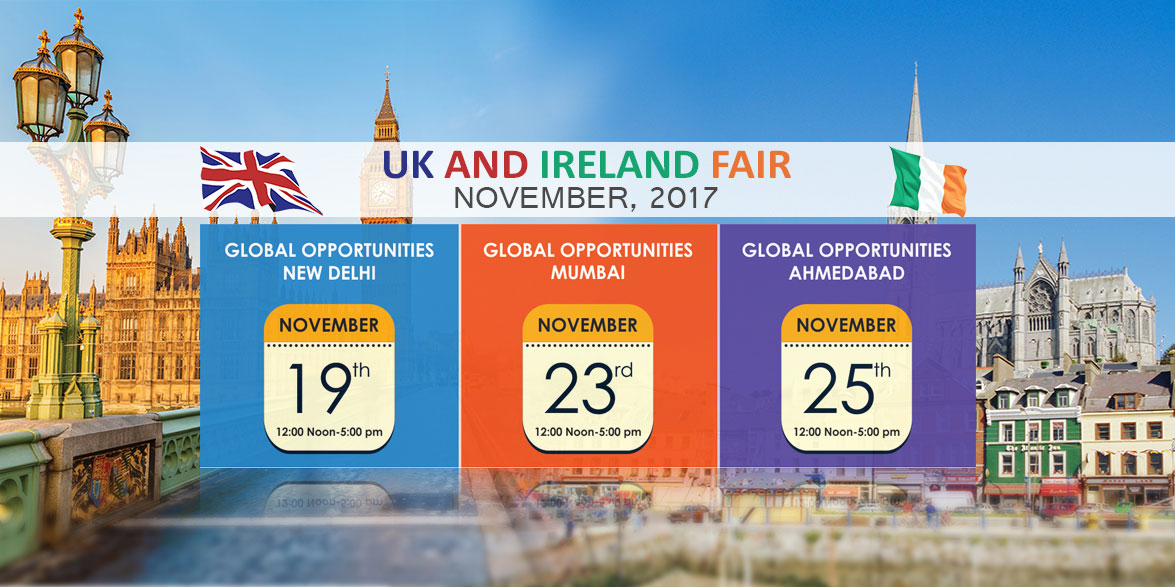 UK AND IRELAND FAIR
NOVEMBER, 2017
GLOBAL OPPORTUNITIES
NEW DELHI
NOVEMBER
19th
12:00 Noon-5:00 pm
GLOBAL OPPORTUNITIES
MUMBAI
NOVEMBER
23rd
12:00 Noon-5:00 pm
GLOBAL OPPORTUNITIES
AHMEDABAD
NOVEMBER
25th
12:00 Noon-5:00 pm